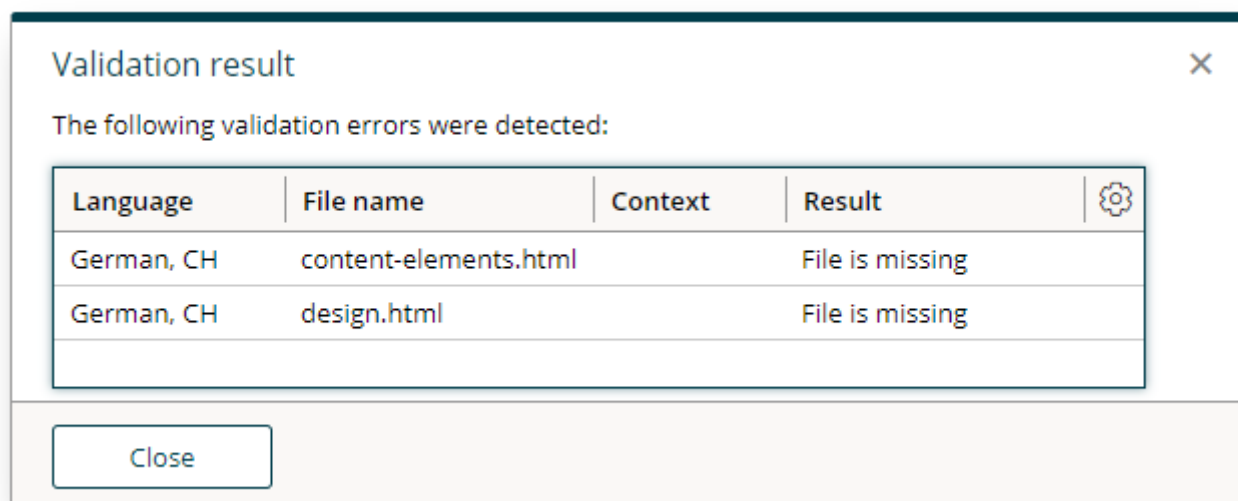 Validation result
The following validation errors were detected:
Language File name Context Result
German, CH content-elements.html File is missing
German, CH design.html File is missing
Close